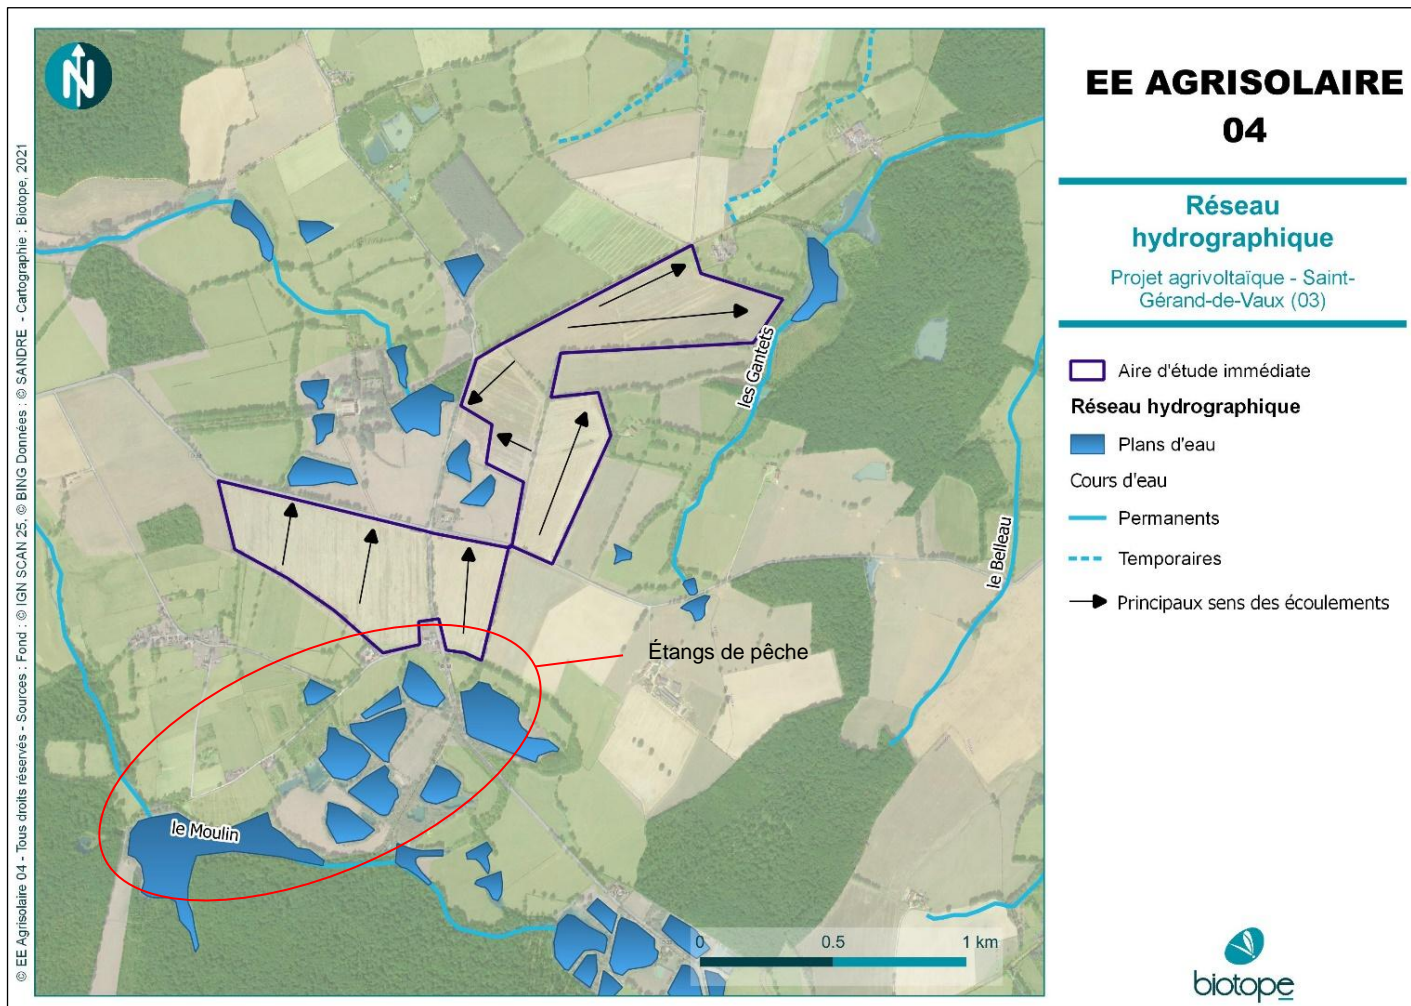 © EE Agrisolaire 04 - Tous droits réservés - Sources : Fond : © IGN SCAN 25, © BING Données : © SANDRE - Cartographie : Biotope, 2021
N
les Gantets
le Belleau
Étangs de pêche
le Moulin
0 0.5 1 km
EE AGRISOLAIRE
04
Réseau
hydrographique
Projet agrivoltaïque - Saint-
Gérand-de-Vaux (03)
Aire d'étude immédiate
Réseau hydrographique
Plans d'eau
Cours d'eau
Permanents
Temporaires
Principaux sens des écoulements
biotope